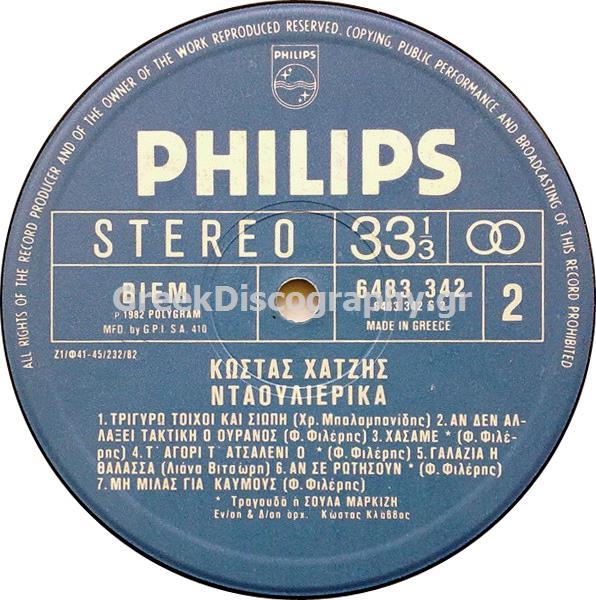 ALL RIGHTS OF THE RECORD PRODUCER AND OF THE OWNER OF THE WORK REPRODUCED RESERVED. COPYING, PUBLIC PERFORMANCE AND BROADCASTING OF THIS RECORD PROHIBITED
PHILIPS
PHILIPS
STEREO 33 1/3
BIEM 6483 342 2
GreekDiscography.gr
℗ 1982 POLYGRAM
MFD. by G.P.I. S.A. 410 MADE IN GREECE
Z1/Φ41-45/232/82
ΚΩΣΤΑΣ ΧΑΤΖΗΣ
ΝΤΑΟΥΛΙΕΡΙΚΑ
1. ΤΡΙΓΥΡΩ ΤΟΙΧΟΙ ΚΑΙ ΣΙΩΠΗ (Χρ. Μπαλαμπανίδης) 2. ΑΝ ΔΕΝ ΑΛ-
ΛΑΞΕΙ ΤΑΚΤΙΚΗ Ο ΟΥΡΑΝΟΣ (Φ. Φιλέρης) 3. ΧΑΣΑΜΕ * (Φ. Φιλέ-
ρης) 4. Τ' ΑΓΟΡΙ Τ' ΑΤΣΑΛΕΝΙΟ * (Φ. Φιλέρης) 5. ΓΑΛΑΖΙΑ Η
ΘΑΛΑΣΣΑ (Λιάνα Βιτσώρη) 6. ΑΝ ΣΕ ΡΩΤΗΣΟΥΝ * (Φ. Φιλέρης)
7. ΜΗ ΜΙΛΑΣ ΓΙΑ ΚΑΥΜΟΥΣ (Φ. Φιλέρης)
* Τραγουδά η ΣΟΥΛΑ ΜΑΡΚΙΖΗ
Εν/ση & Δ/ση ορχ. Κώστας Κλάββας